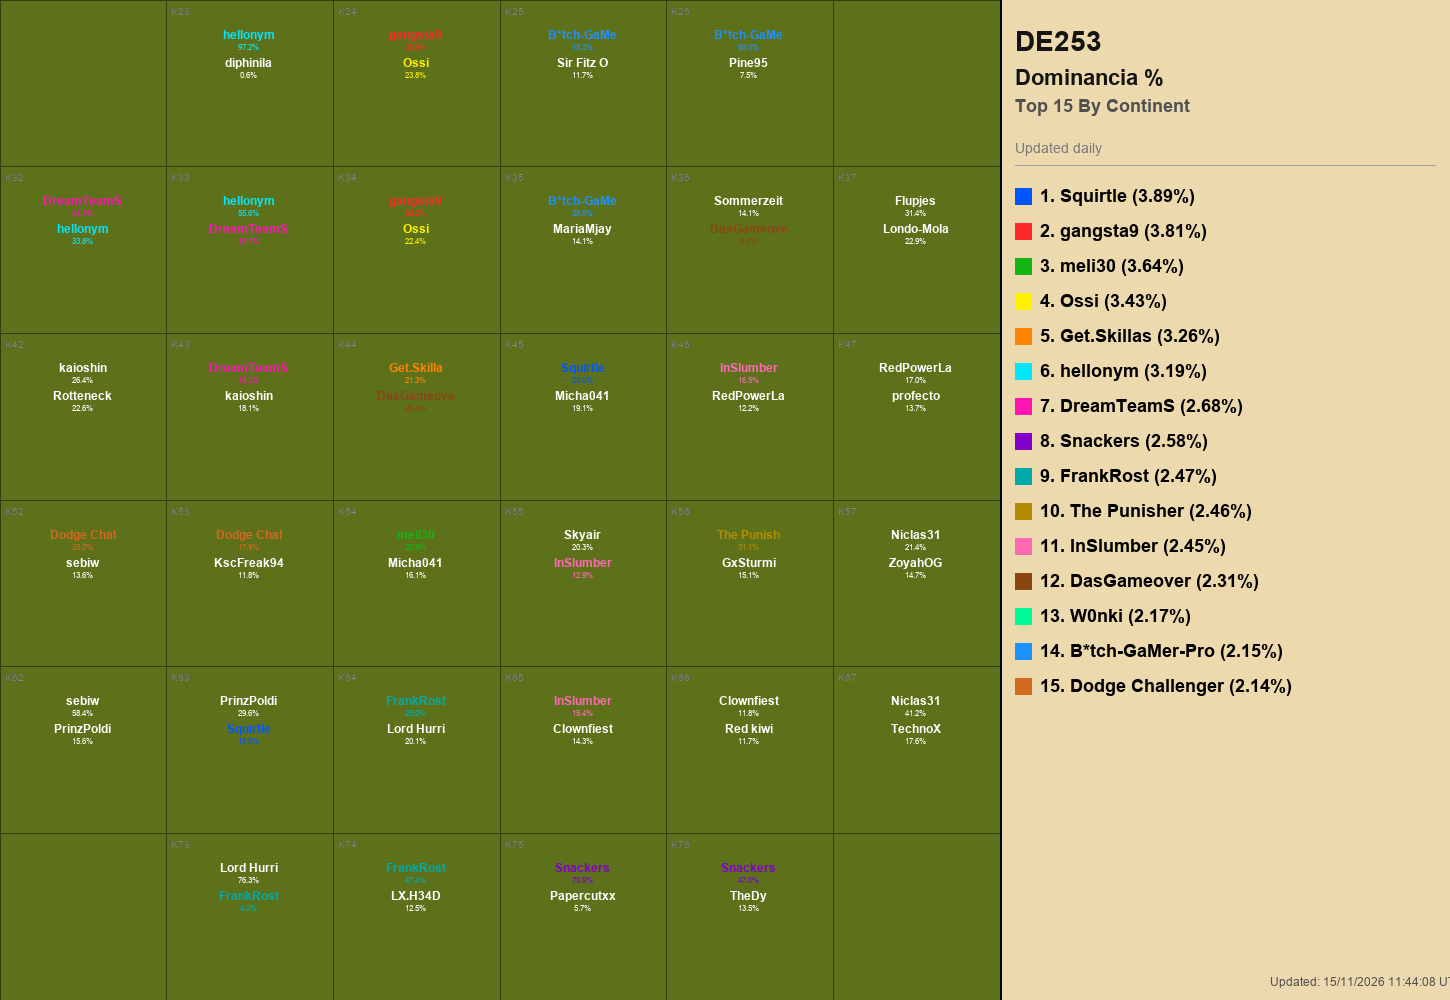 K23
hellonym
97.2%
diphinila
0.6%
K24
gangsta9
Ossi
23.8%
K25
B*tch-GaMe
Sir Fitz O
11.7%
K26
B*tch-GaMe
Pine95
7.5%
K32
DreamTeamS
hellonym
33.8%
K33
hellonym
55.6%
DreamTeamS
K34
gangsta9
Ossi
22.4%
K35
B*tch-GaMe
MariaMjay
14.1%
K36
Sommerzeit
14.1%
DasGameove
K37
Flupjes
31.4%
Londo-Mola
22.9%
K42
kaioshin
26.4%
Rotteneck
22.6%
K43
DreamTeamS
kaioshin
18.1%
K44
Get.Skilla
21.3%
DasGameove
K45
Squirtle
Micha041
19.1%
K46
InSlumber
16.5%
RedPowerLa
12.2%
K47
RedPowerLa
17.0%
profecto
13.7%
K52
Dodge Chal
25.0%
sebiw
13.6%
K53
Dodge Chal
17.9%
KscFreak94
11.8%
K54
meli30
Micha041
16.1%
K55
Skyair
20.3%
InSlumber
12.9%
K56
The Punish
31.1%
GxSturmi
15.1%
K57
Niclas31
21.4%
ZoyahOG
14.7%
K62
sebiw
58.4%
PrinzPoldi
15.6%
K63
PrinzPoldi
29.6%
Squirtle
K64
FrankRost
Lord Hurri
20.1%
K65
InSlumber
15.4%
Clownfiest
14.3%
K66
Clownfiest
11.8%
Red kiwi
11.7%
K67
Niclas31
41.2%
TechnoX
17.6%
K73
Lord Hurri
76.3%
FrankRost
K74
FrankRost
LX.H34D
12.5%
K75
Snackers
70.9%
Papercutxx
5.7%
K76
Snackers
TheDy
13.5%
DE253
Dominancia %
Top 15 By Continent
Updated daily
1. Squirtle (3.89%)
2. gangsta9 (3.81%)
3. meli30 (3.64%)
4. Ossi (3.43%)
5. Get.Skillas (3.26%)
6. hellonym (3.19%)
7. DreamTeamS (2.68%)
8. Snackers (2.58%)
9. FrankRost (2.47%)
10. The Punisher (2.46%)
11. InSlumber (2.45%)
12. DasGameover (2.31%)
13. W0nki (2.17%)
14. B*tch-GaMer-Pro (2.15%)
15. Dodge Challenger (2.14%)
Updated: 15/11/2026 11:44:08 U